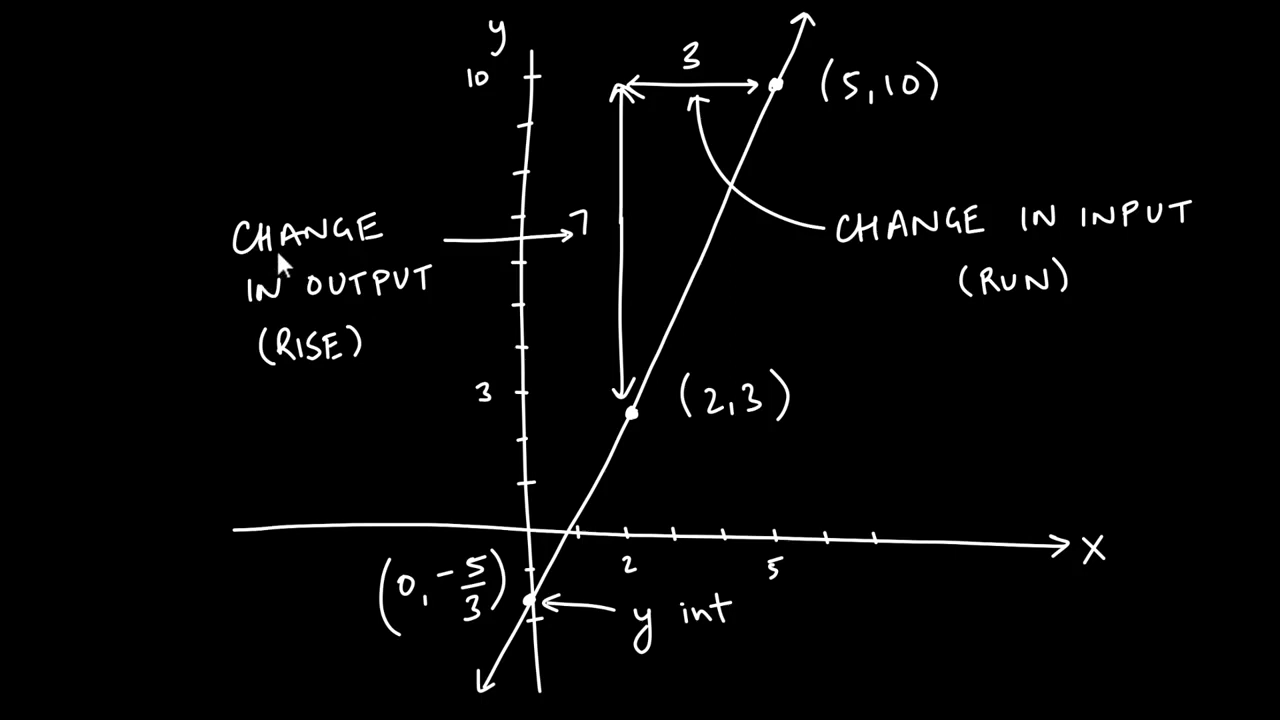 y
10
3
(5,10)
CHANGE
IN OUTPUT
(RISE)
7
CHANGE IN INPUT
(RUN)
3
(2,3)
2
5
x
(0, -5/3)
y int